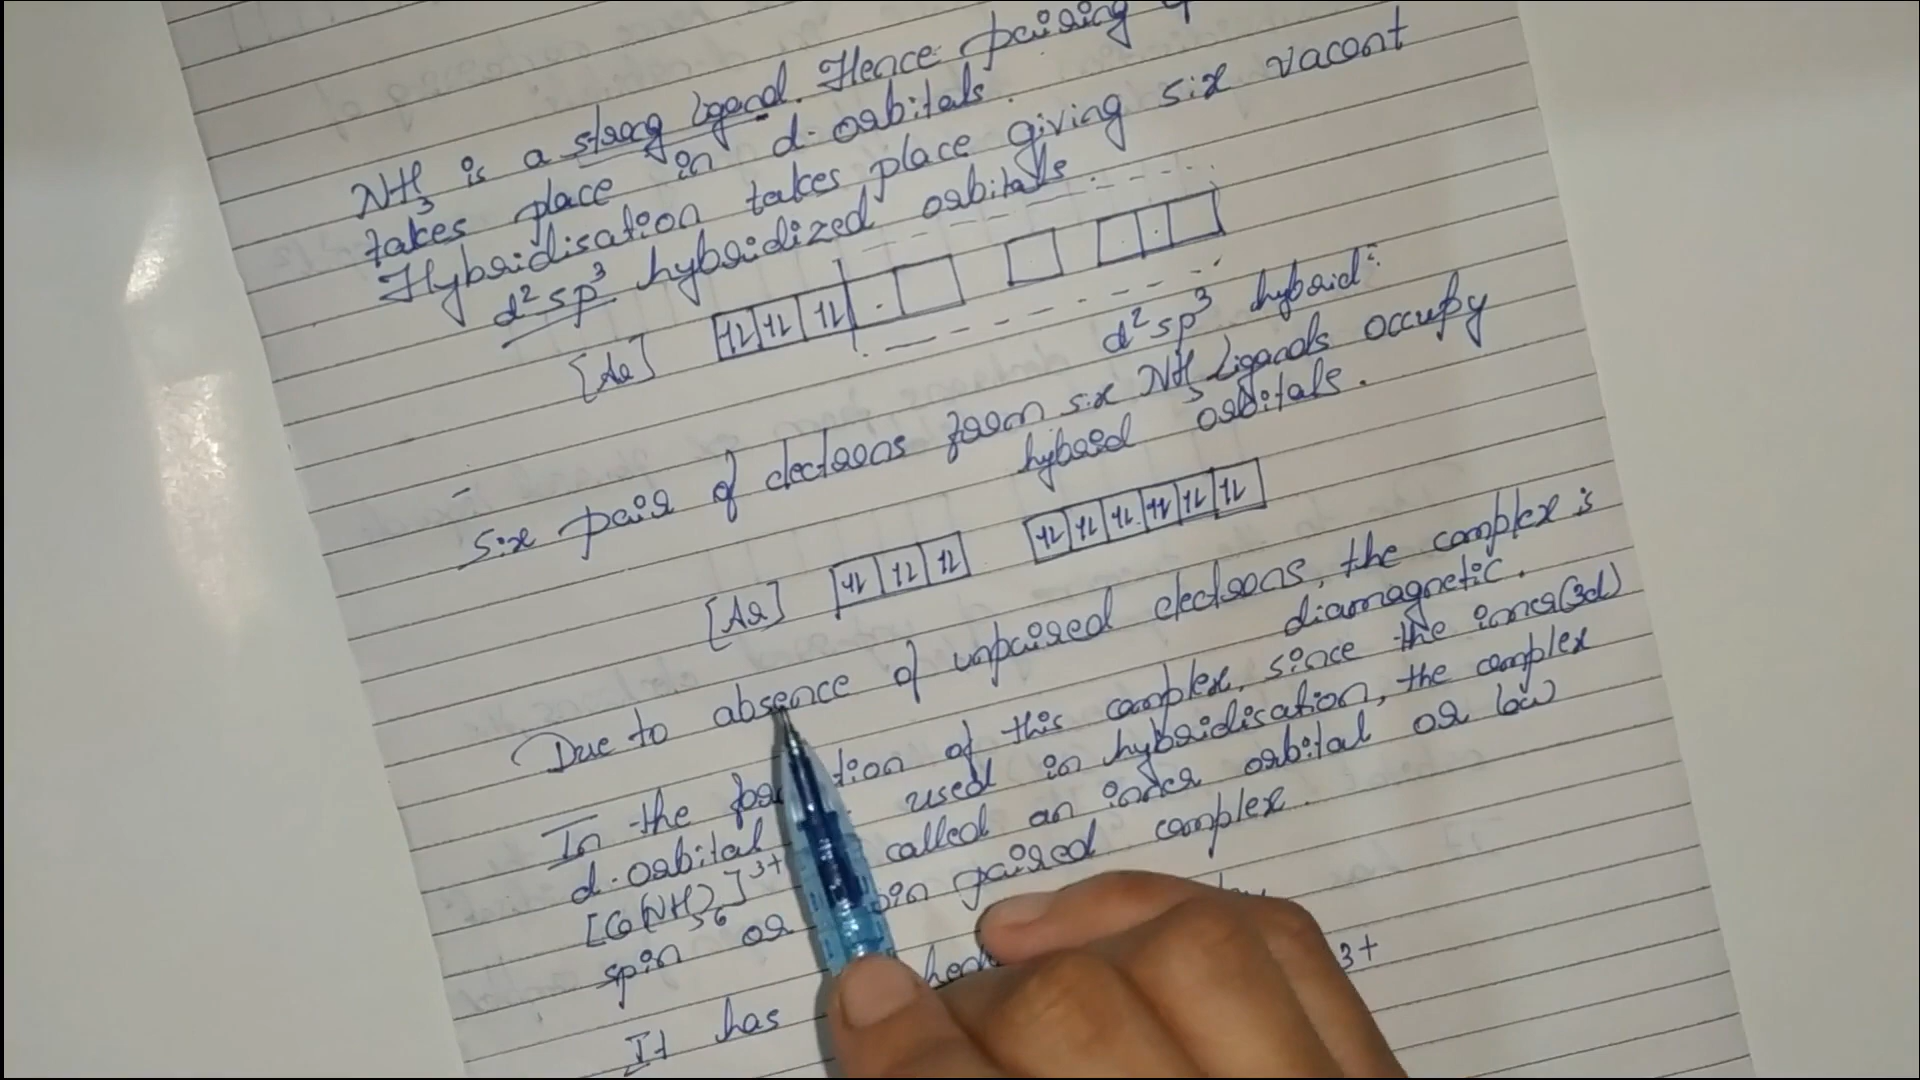 NH3 is a strong ligand. Hence pairing
takes place in d-orbitals.
Hybridisation takes place giving six vacant
d²sp³ hybridized orbitals.
[Ar] ↿⇂ ↿⇂ ↿⇂
d²sp³ hybrid
Six pair of electrons from six NH3 ligands occupy
hybrid orbitals.
[Ar] ↿⇂ ↿⇂ ↿⇂ ↿⇂ ↿⇂ ↿⇂ ↿⇂ ↿⇂ ↿⇂
Due to absence of unpaired electrons, the complex is
diamagnetic.
In the tion of this complex, since the inner(3d)
d-orbital used in hybridisation, the complex
[Co(NH3)6]3+ called an inner orbital or low
spin or paired complex.
It has 3+